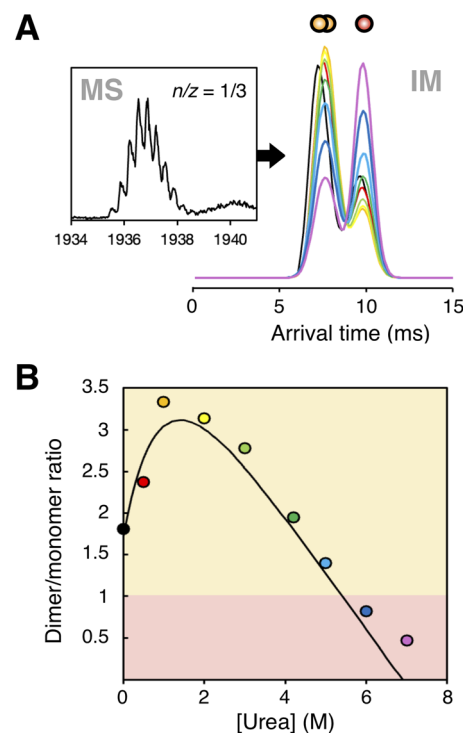 A
MS
n/z = 1/3
IM
1934
1936
1938
1940
0
5
10
15
Arrival time (ms)
B
3.5
3
2.5
2
1.5
1
0.5
Dimer/monomer ratio
0
2
4
6
8
[Urea] (M)